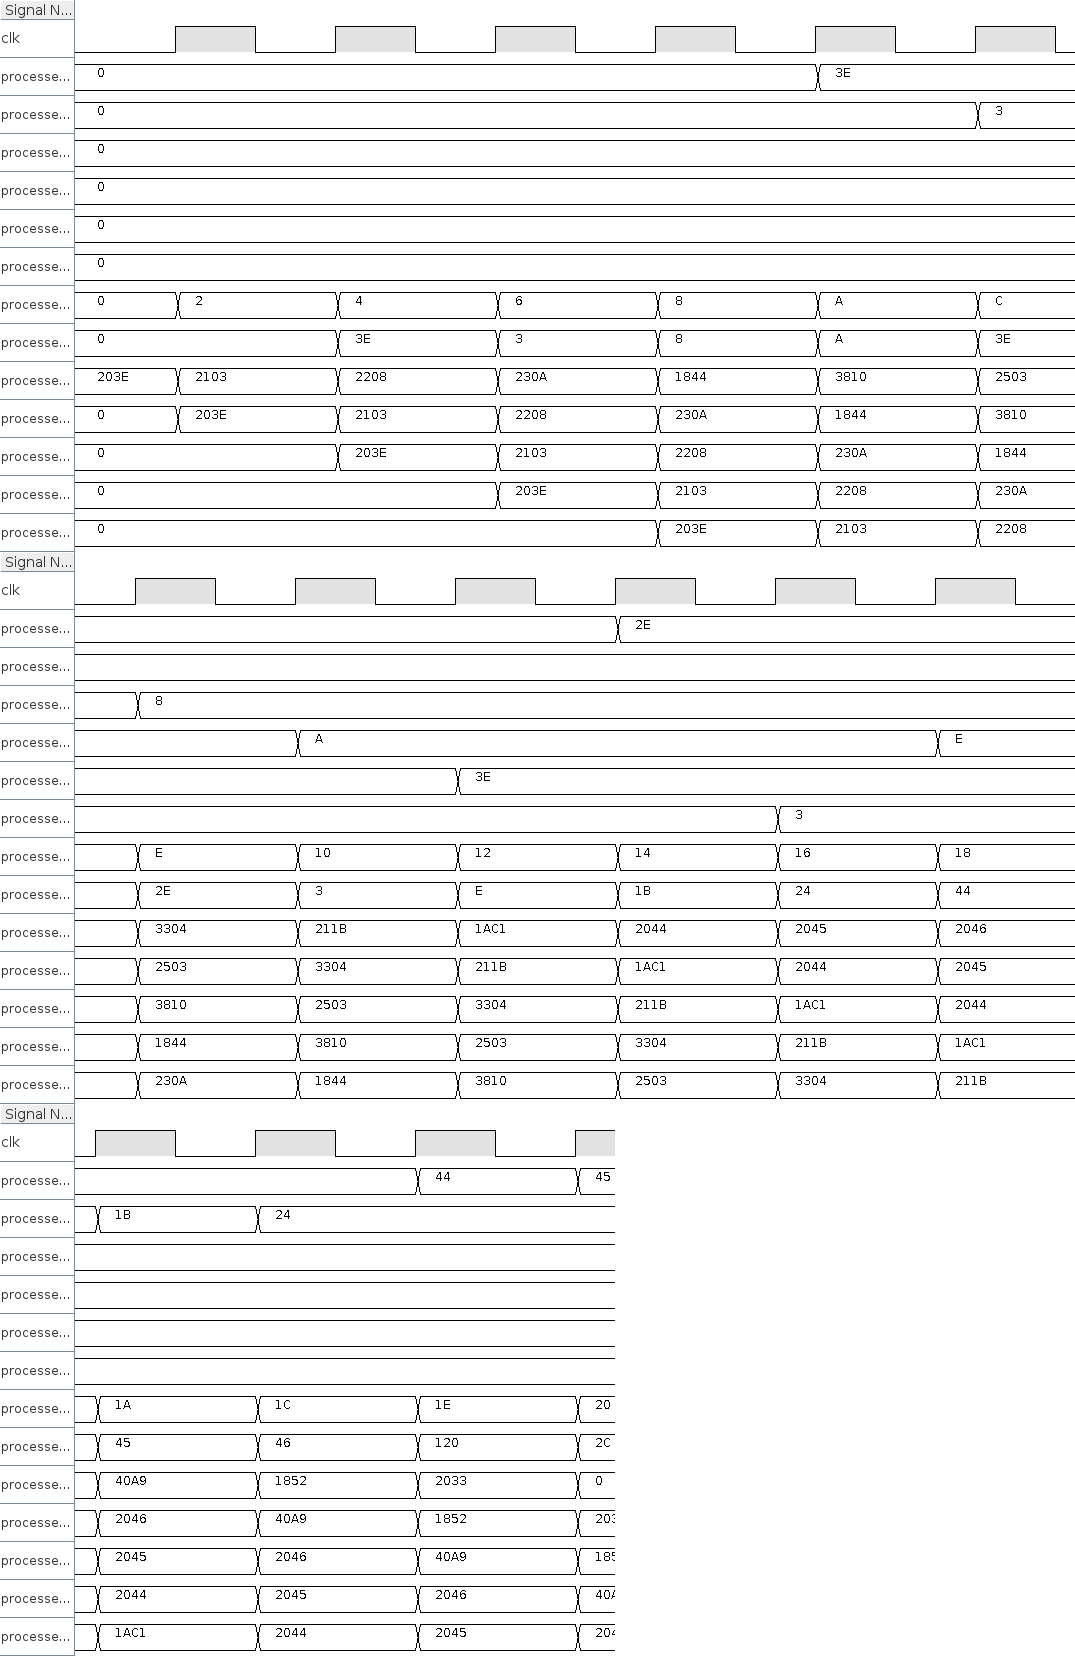 Signal N...
clk
processe... 0 3E
processe... 0 3
processe... 0
processe... 0
processe... 0
processe... 0
processe... 0 2 4 6 8 A C
processe... 0 3E 3 8 A 3E
processe... 203E 2103 2208 230A 1844 3810 2503
processe... 0 203E 2103 2208 230A 1844 3810
processe... 0 203E 2103 2208 230A 1844
processe... 0 203E 2103 2208 230A
processe... 0 203E 2103 2208
Signal N...
clk
processe... 2E
processe...
processe... 8
processe... A E
processe... 3E
processe... 3
processe... E 10 12 14 16 18
processe... 2E 3 E 1B 24 44
processe... 3304 211B 1AC1 2044 2045 2046
processe... 2503 3304 211B 1AC1 2044 2045
processe... 3810 2503 3304 211B 1AC1 2044
processe... 1844 3810 2503 3304 211B 1AC1
processe... 230A 1844 3810 2503 3304 211B
Signal N...
clk
processe... 44 45
processe... 1B 24
processe...
processe...
processe...
processe...
processe... 1A 1C 1E 20
processe... 45 46 120 2C
processe... 40A9 1852 2033 0
processe... 2046 40A9 1852 203
processe... 2045 2046 40A9 185
processe... 2044 2045 2046 40A
processe... 1AC1 2044 2045 204